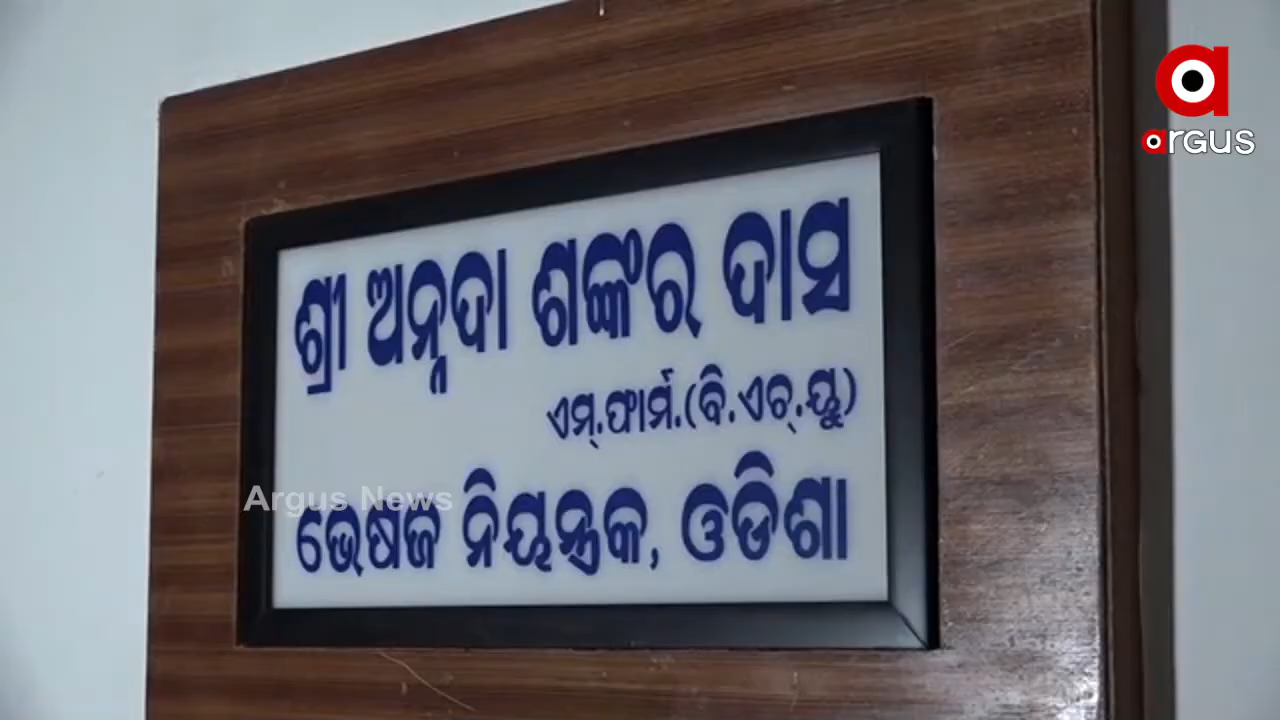 argus
ଶ୍ରୀ ଅନ୍ନଦା ଶଙ୍କର ଦାସ
ଏମ୍.ଫାର୍ମ.(ବି.ଏଚ୍.ୟୁ)
Argus News
ଭେଷଜ ନିୟନ୍ତ୍ରକ, ଓଡିଶା